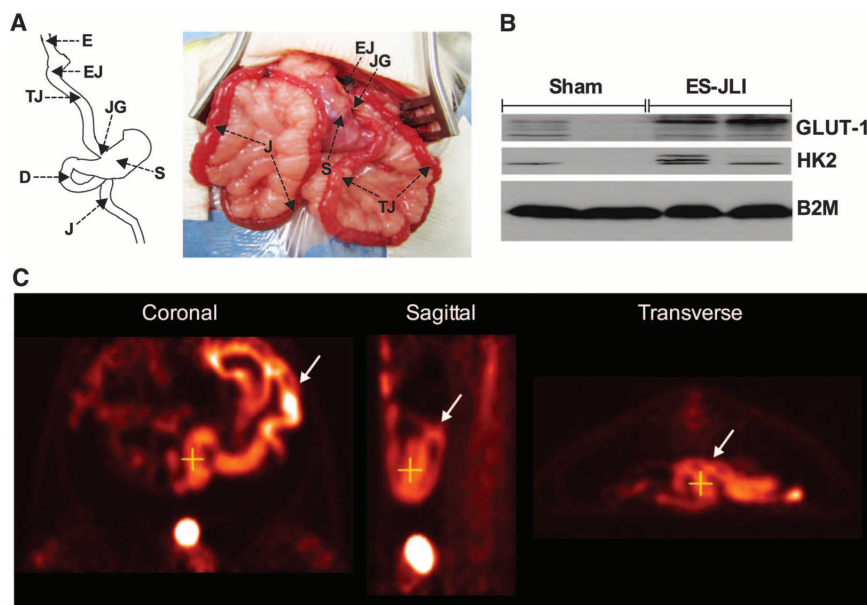 A
E
EJ
TJ
JG
D
S
J
EJ
JG
J
S
TJ
B
Sham ES-JLI
GLUT-1
HK2
B2M
C
Coronal Sagittal Transverse